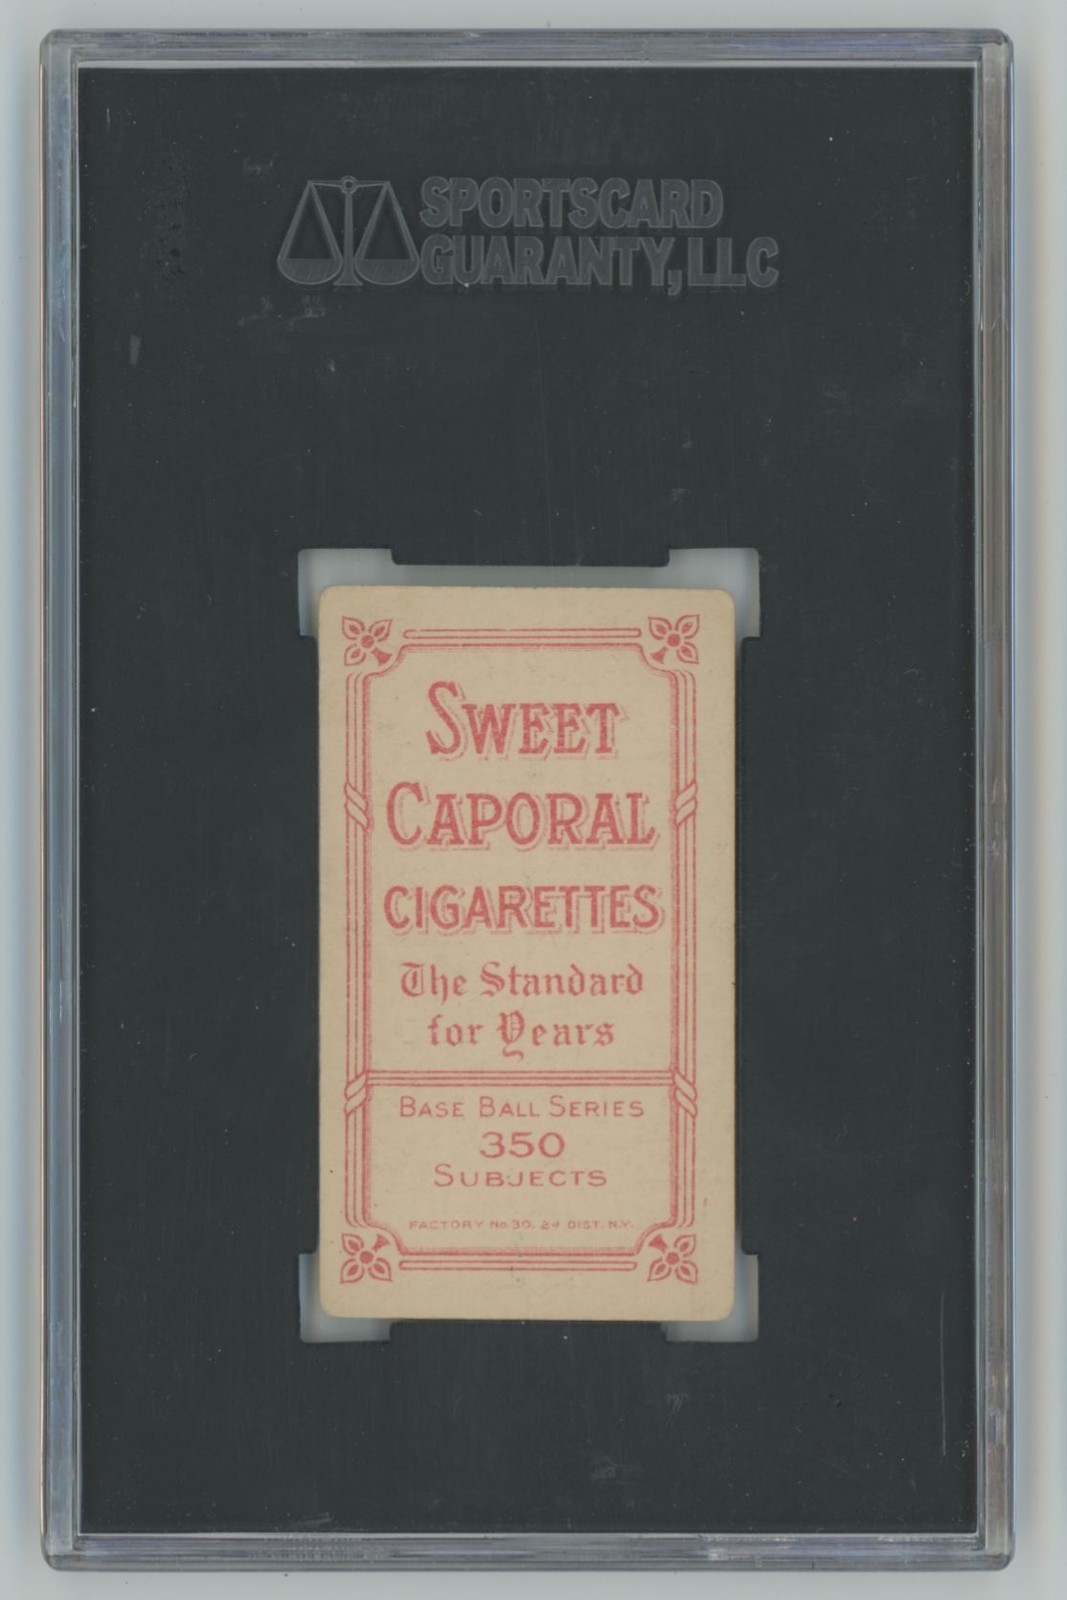 SPORTSCARD
GUARANTY, LLC
SWEET
CAPORAL
CIGARETTES
The Standard
for Years
BASE BALL SERIES
350
SUBJECTS
FACTORY No. 30, 2d DIST. N.Y.